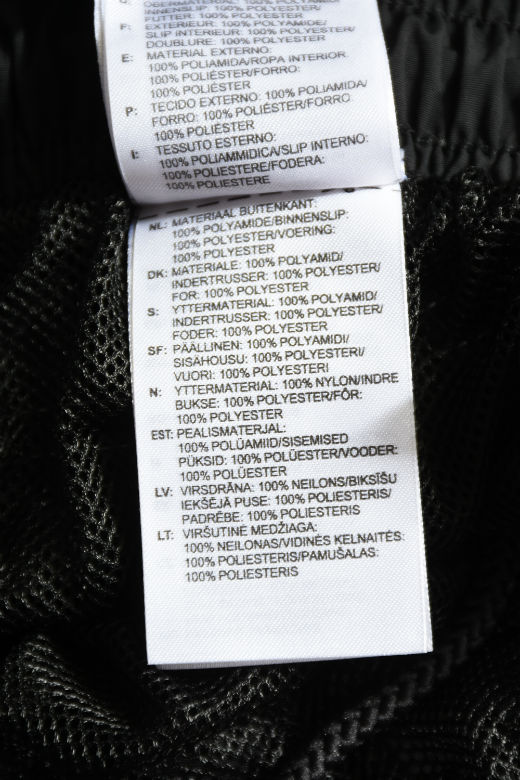 OBERMATERIAL: 100% POLYAMID/
INNENSLIP: 100% POLYESTER/
FUTTER: 100% POLYESTER
F: EXTERIEUR: 100% POLYAMIDE/
SLIP INTERIEUR: 100% POLYESTER/
DOUBLURE: 100% POLYESTER
E: MATERIAL EXTERNO:
100% POLIAMIDA/ROPA INTERIOR:
100% POLIÉSTER/FORRO:
100% POLIÉSTER
P: TECIDO EXTERNO: 100% POLIAMIDA/
FORRO: 100% POLIÉSTER/FORRO:
100% POLIÉSTER
I: TESSUTO ESTERNO:
100% POLIAMMIDICA/SLIP INTERNO:
100% POLIESTERE/FODERA:
100% POLIESTERE
NL: MATERIAAL BUITENKANT:
100% POLYAMIDE/BINNENSLIP:
100% POLYESTER/VOERING:
100% POLYESTER
DK: MATERIALE: 100% POLYAMID/
INDERTRUSSER: 100% POLYESTER/
FOR: 100% POLYESTER
S: YTTERMATERIAL: 100% POLYAMID/
INDERTRUSSER: 100% POLYESTER/
FODER: 100% POLYESTER
SF: PÄÄLLINEN: 100% POLYAMIDI/
SISÄHOUSU: 100% POLYESTERI/
VUORI: 100% POLYESTERI
N: YTTERMATERIAL: 100% NYLON/INDRE
BUKSE: 100% POLYESTER/FÔR:
100% POLYESTER
EST: PEALISMATERJAL:
100% POLÜAMIID/SISEMISED
PÜKSID: 100% POLÜESTER/VOODER:
100% POLÜESTER
LV: VIRSDRĀNA: 100% NEILONS/BIKSĪŠU
IEKŠĒJĀ PUSE: 100% POLIESTERIS/
PADRĒBE: 100% POLIESTERIS
LT: VIRŠUTINĖ MEDŽIAGA:
100% NEILONAS/VIDINĖS KELNAITĖS:
100% POLIESTERIS/PAMUŠALAS:
100% POLIESTERIS